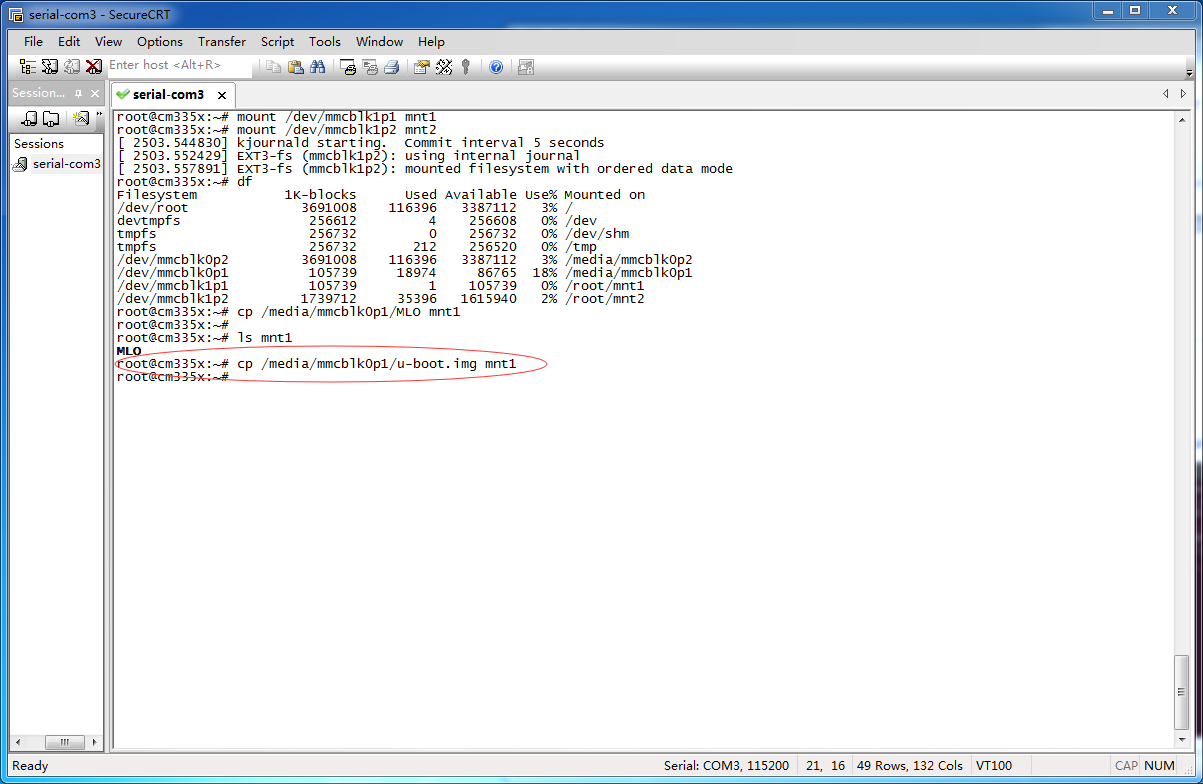 serial-com3 - SecureCRT
File Edit View Options Transfer Script Tools Window Help
Enter host <Alt+R>
Session...
serial-com3
Sessions
serial-com3
root@cm335x:~# mount /dev/mmcblk1p1 mnt1
root@cm335x:~# mount /dev/mmcblk1p2 mnt2
[ 2503.544830] kjournald starting.  Commit interval 5 seconds
[ 2503.552429] EXT3-fs (mmcblk1p2): using internal journal
[ 2503.557891] EXT3-fs (mmcblk1p2): mounted filesystem with ordered data mode
root@cm335x:~# df
Filesystem           1K-blocks      Used Available Use% Mounted on
/dev/root              3691008    116396   3387112   3% /
devtmpfs                256612         4    256608   0% /dev
tmpfs                   256732         0    256732   0% /dev/shm
tmpfs                   256732       212    256520   0% /tmp
/dev/mmcblk0p2         3691008    116396   3387112   3% /media/mmcblk0p2
/dev/mmcblk0p1          105739     18974     86765  18% /media/mmcblk0p1
/dev/mmcblk1p1          105739         1    105739   0% /root/mnt1
/dev/mmcblk1p2         1739712     35396   1615940   2% /root/mnt2
root@cm335x:~# cp /media/mmcblk0p1/MLO mnt1
root@cm335x:~#
root@cm335x:~# ls mnt1
MLO
root@cm335x:~# cp /media/mmcblk0p1/u-boot.img mnt1
root@cm335x:~#
Ready
Serial: COM3, 115200
21, 16
49 Rows, 132 Cols
VT100
CAP NUM